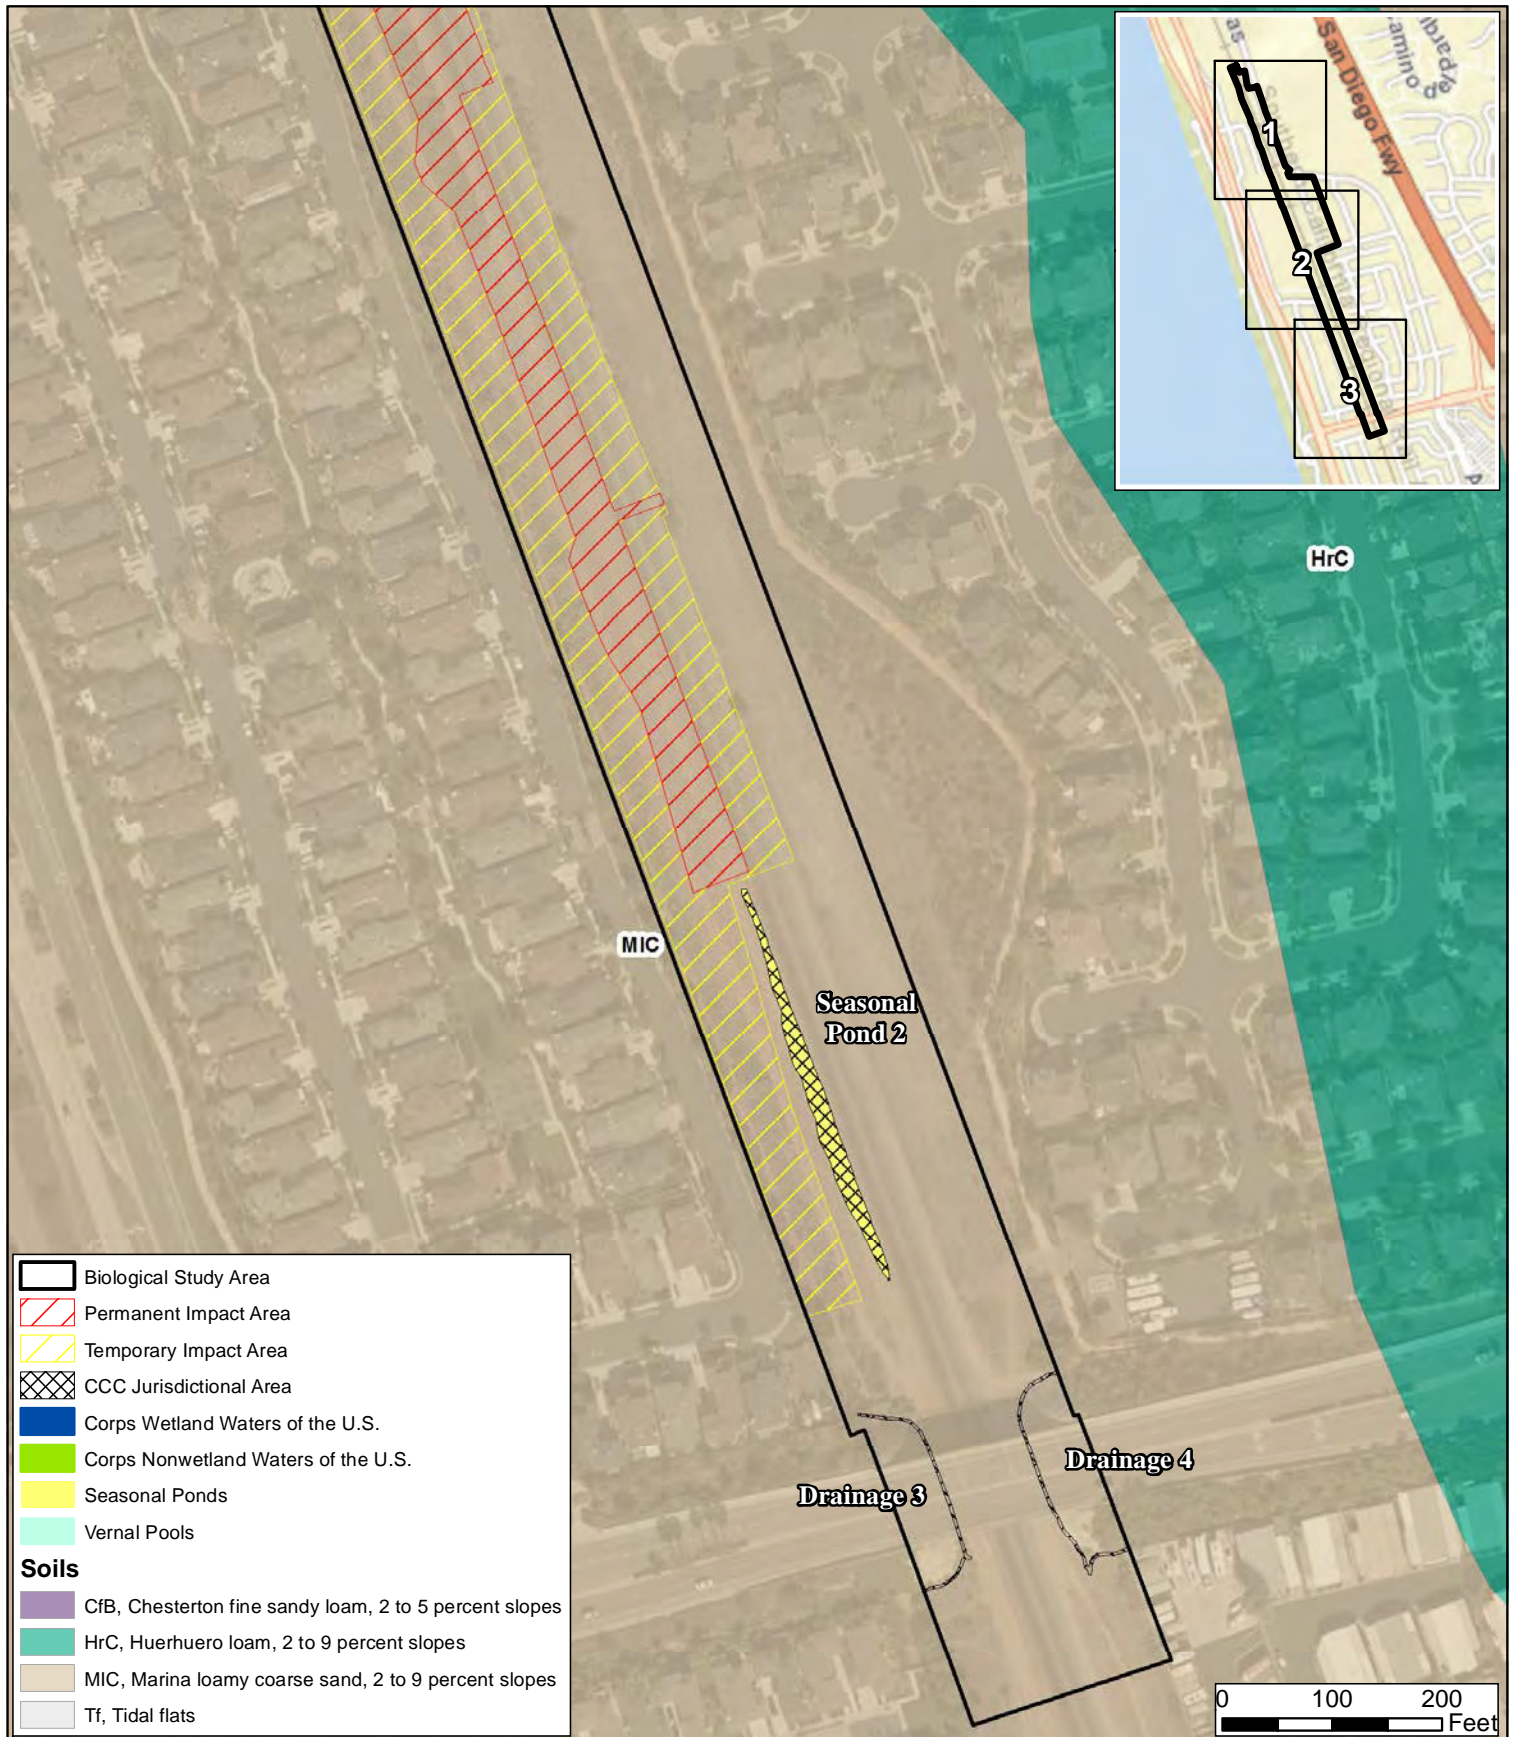 San Diego Fwy
1
2
3
HrC
MIC
Seasonal
Pond 2
Drainage 4
Drainage 3
Biological Study Area
Permanent Impact Area
Temporary Impact Area
CCC Jurisdictional Area
Corps Wetland Waters of the U.S.
Corps Nonwetland Waters of the U.S.
Seasonal Ponds
Vernal Pools
Soils
CfB, Chesterton fine sandy loam, 2 to 5 percent slopes
HrC, Huerhuero loam, 2 to 9 percent slopes
MIC, Marina loamy coarse sand, 2 to 9 percent slopes
Tf, Tidal flats
0 100 200
Feet